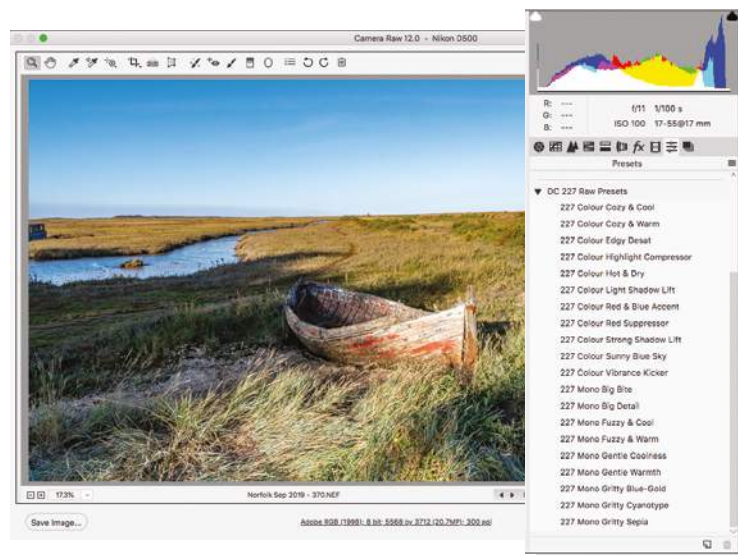 Camera Raw 12.0 - Nikon D500
17.3%
Norfolk Sep 2019 - 370.NEF
Save Image...
Adobe RGB (1998); 8 bit; 5568 by 3712 (20.7MP); 300 ppi
R: ---
G: ---
B: ---
f/11 1/100 s
ISO 100 17-55@17 mm
fx
Presets
DC 227 Raw Presets
227 Colour Cozy & Cool
227 Colour Cozy & Warm
227 Colour Edgy Desat
227 Colour Highlight Compressor
227 Colour Hot & Dry
227 Colour Light Shadow Lift
227 Colour Red & Blue Accent
227 Colour Red Suppressor
227 Colour Strong Shadow Lift
227 Colour Sunny Blue Sky
227 Colour Vibrance Kicker
227 Mono Big Bite
227 Mono Big Detail
227 Mono Fuzzy & Cool
227 Mono Fuzzy & Warm
227 Mono Gentle Coolness
227 Mono Gentle Warmth
227 Mono Gritty Blue-Gold
227 Mono Gritty Cyanotype
227 Mono Gritty Sepia